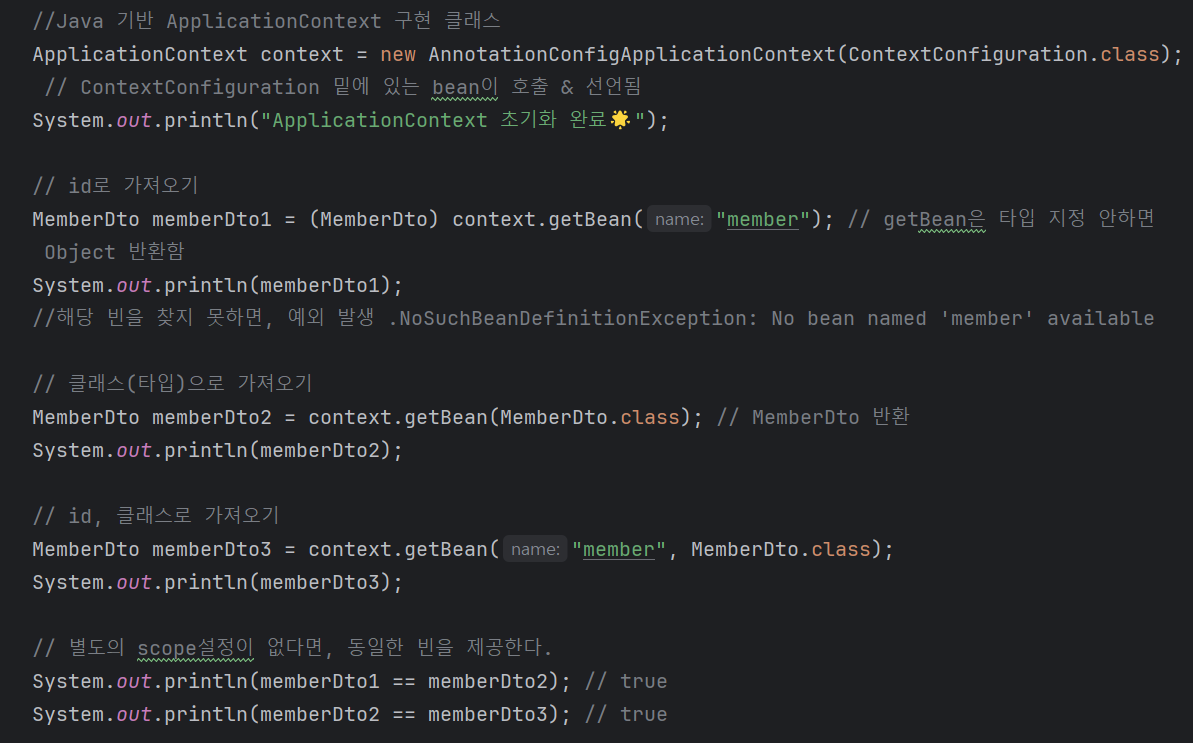 //Java 기반 ApplicationContext 구현 클래스
ApplicationContext context = new AnnotationConfigApplicationContext(ContextConfiguration.class);
// ContextConfiguration 밑에 있는 bean이 호출 & 선언됨
System.out.println("ApplicationContext 초기화 완료🌟");
// id로 가져오기
MemberDto memberDto1 = (MemberDto) context.getBean( name: "member"); // getBean은 타입 지정 안하면
Object 반환함
System.out.println(memberDto1);
//해당 빈을 찾지 못하면, 예외 발생 .NoSuchBeanDefinitionException: No bean named 'member' available
// 클래스(타입)으로 가져오기
MemberDto memberDto2 = context.getBean(MemberDto.class); // MemberDto 반환
System.out.println(memberDto2);
// id, 클래스로 가져오기
MemberDto memberDto3 = context.getBean( name: "member", MemberDto.class);
System.out.println(memberDto3);
// 별도의 scope설정이 없다면, 동일한 빈을 제공한다.
System.out.println(memberDto1 == memberDto2); // true
System.out.println(memberDto2 == memberDto3); // true